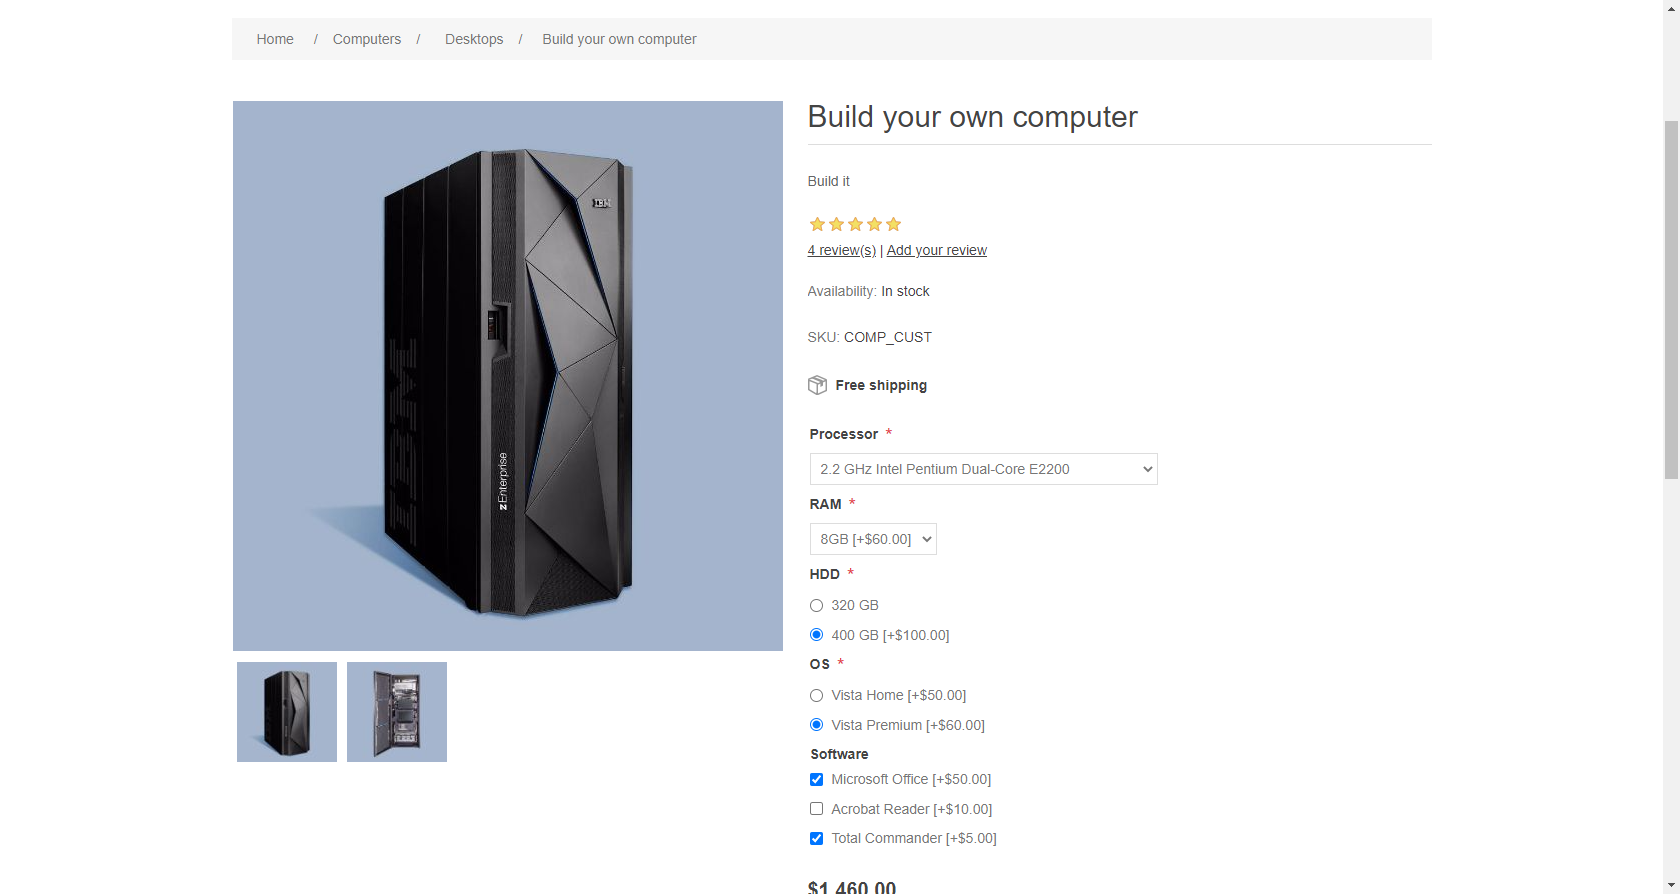 Home / Computers / Desktops / Build your own computer
IBM
IBM
zEnterprise
Build your own computer
Build it
4 review(s) | Add your review
Availability: In stock
SKU: COMP_CUST
Free shipping
Processor *
2.2 GHz Intel Pentium Dual-Core E2200
RAM *
8GB [+$60.00]
HDD *
320 GB
400 GB [+$100.00]
OS *
Vista Home [+$50.00]
Vista Premium [+$60.00]
Software
Microsoft Office [+$50.00]
Acrobat Reader [+$10.00]
Total Commander [+$5.00]
$1,460.00